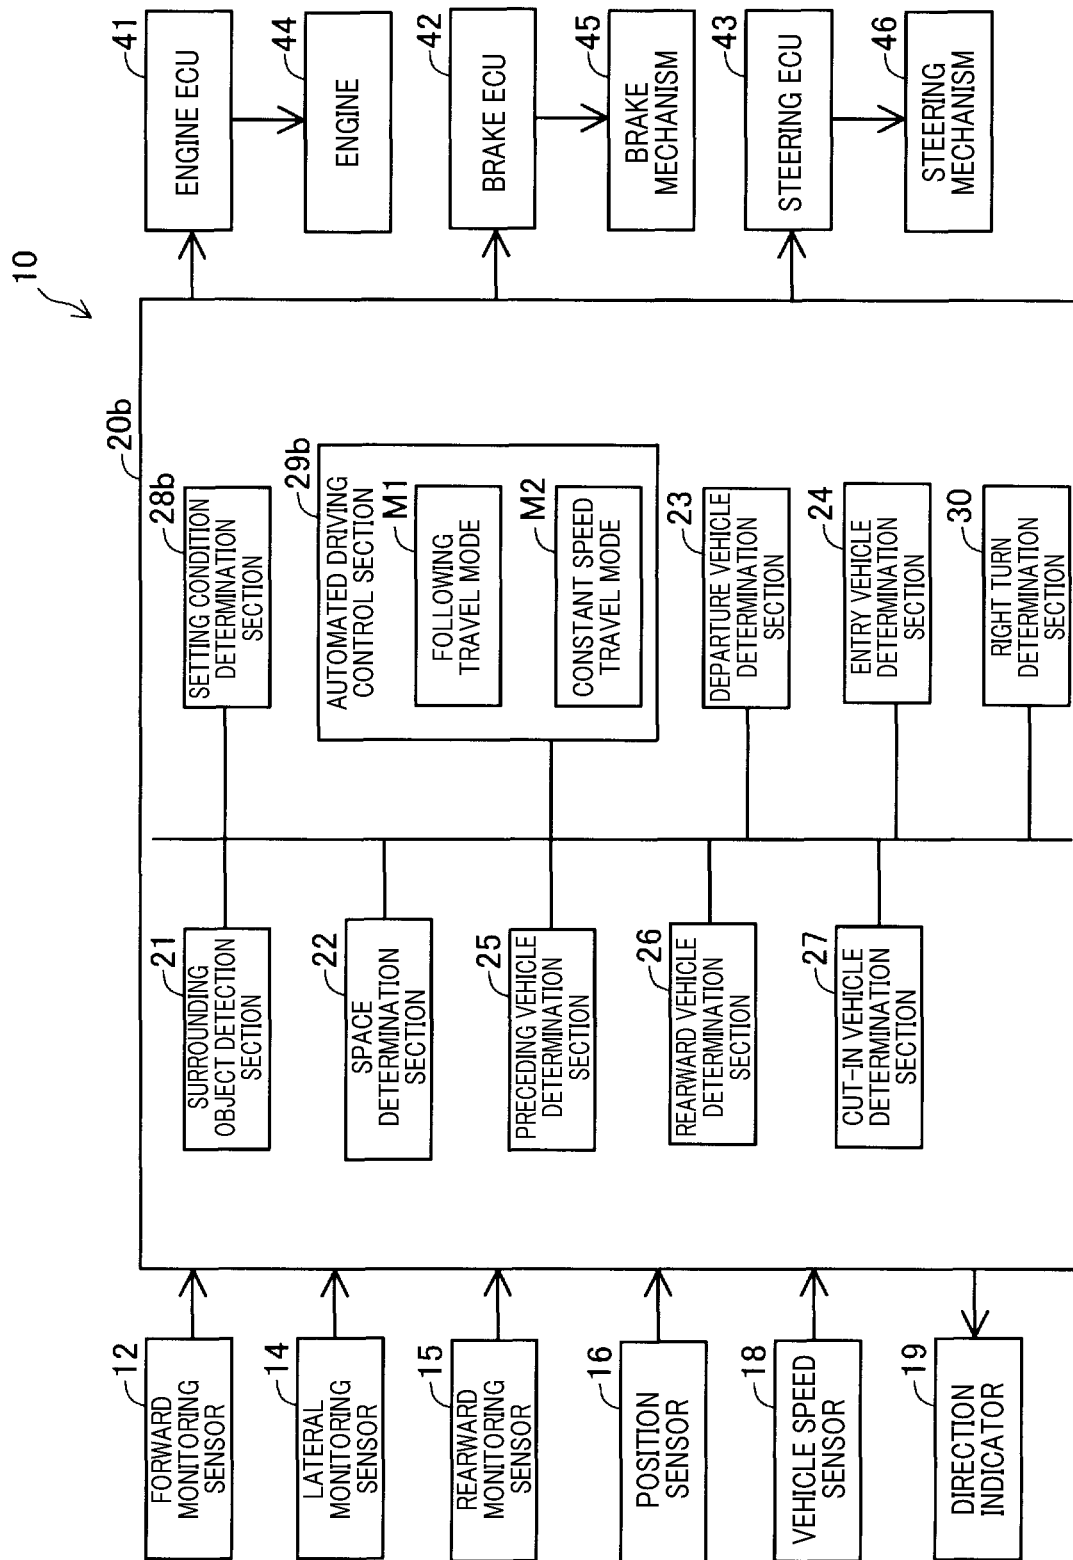 10
12
FORWARD
MONITORING
SENSOR
14
LATERAL
MONITORING
SENSOR
15
REARWARD
MONITORING
SENSOR
16
POSITION
SENSOR
18
VEHICLE SPEED
SENSOR
19
DIRECTION
INDICATOR
20b
21
SURROUNDING
OBJECT DETECTION
SECTION
22
SPACE
DETERMINATION
SECTION
25
PRECEDING VEHICLE
DETERMINATION
SECTION
26
REARWARD VEHICLE
DETERMINATION
SECTION
27
CUT-IN VEHICLE
DETERMINATION
SECTION
28b
SETTING CONDITION
DETERMINATION
SECTION
29b
AUTOMATED DRIVING
CONTROL SECTION
M1
FOLLOWING
TRAVEL MODE
M2
CONSTANT SPEED
TRAVEL MODE
23
DEPARTURE VEHICLE
DETERMINATION
SECTION
24
ENTRY VEHICLE
DETERMINATION
SECTION
30
RIGHT TURN
DETERMINATION
SECTION
41
ENGINE ECU
44
ENGINE
42
BRAKE ECU
45
BRAKE
MECHANISM
43
STEERING ECU
46
STEERING
MECHANISM